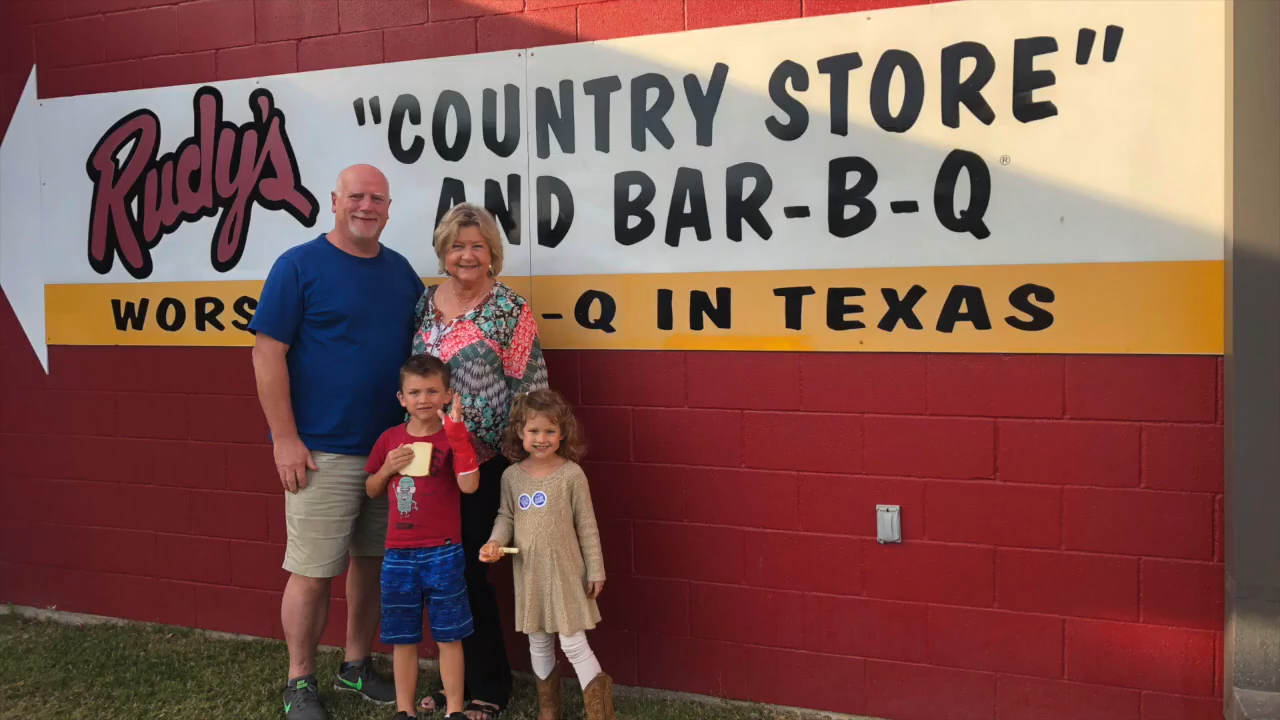 Rudy's
"COUNTRY STORE"
AND BAR-B-Q ®
WORS -Q IN TEXAS